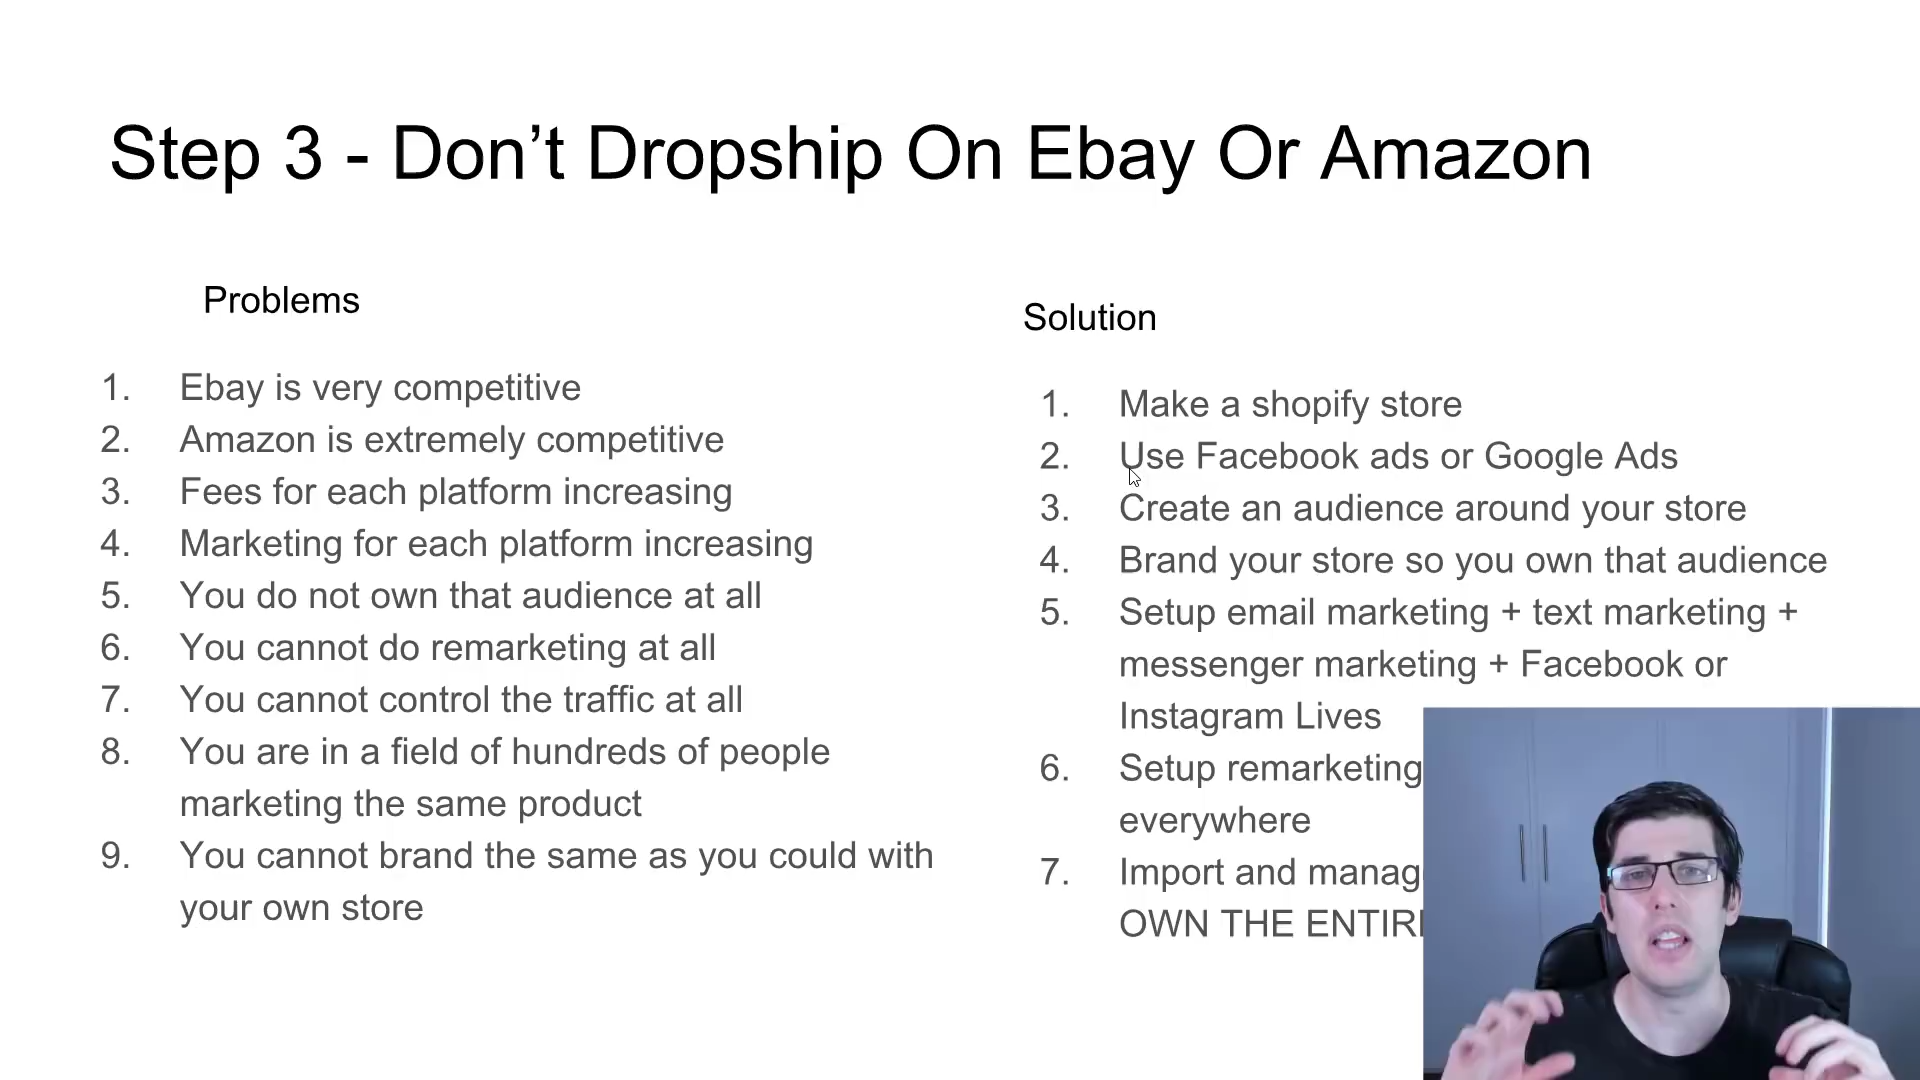 Step 3 - Don’t Dropship On Ebay Or Amazon
Problems
1. Ebay is very competitive
2. Amazon is extremely competitive
3. Fees for each platform increasing
4. Marketing for each platform increasing
5. You do not own that audience at all
6. You cannot do remarketing at all
7. You cannot control the traffic at all
8. You are in a field of hundreds of people
marketing the same product
9. You cannot brand the same as you could with
your own store
Solution
1. Make a shopify store
2. Use Facebook ads or Google Ads
3. Create an audience around your store
4. Brand your store so you own that audience
5. Setup email marketing + text marketing +
messenger marketing + Facebook or
Instagram Lives
6. Setup remarketing
everywhere
7. Import and
OWN THE